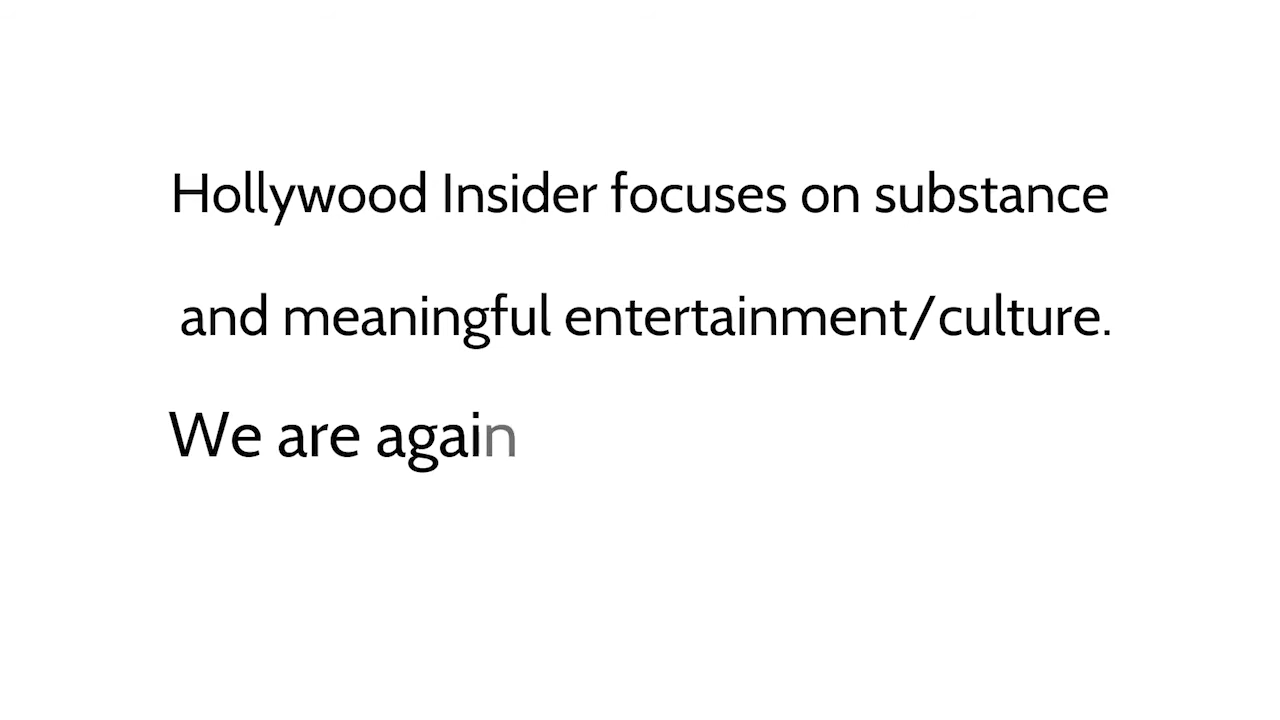 Hollywood Insider focuses on substance
and meaningful entertainment/culture.
We are again